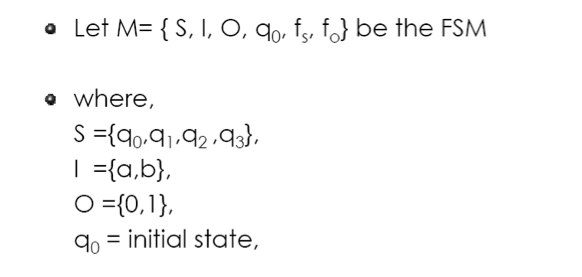 • Let M= { S, I, O, q₀, fₛ, fₒ} be the FSM
• where,
S ={q₀,q₁,q₂ ,q₃},
I ={a,b},
O ={0,1},
q₀ = initial state,